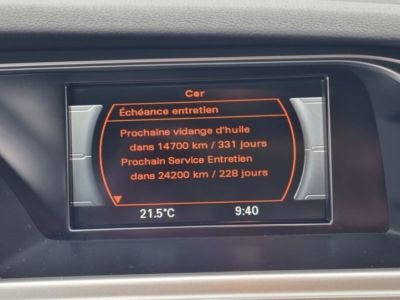 Car
Échéance entretien
Prochaine vidange d'huile
dans 14700 km / 331 jours
Prochain Service Entretien
dans 24200 km / 228 jours
21.5°C 9:40